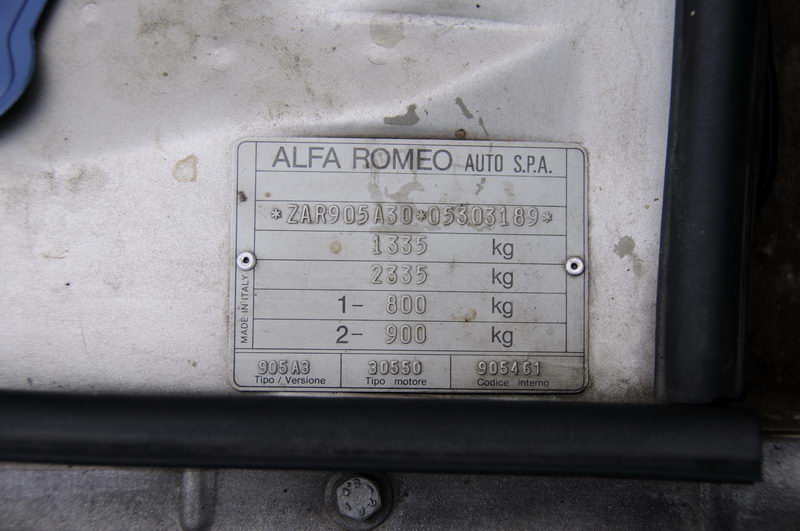 ALFA ROMEO AUTO S.P.A.
*ZAR905A30*05303189*
1335 kg
2335 kg
1- 800 kg
2- 900 kg
MADE IN ITALY
905A3 30550 905461
Tipo / Versione Tipo motore Codice interno